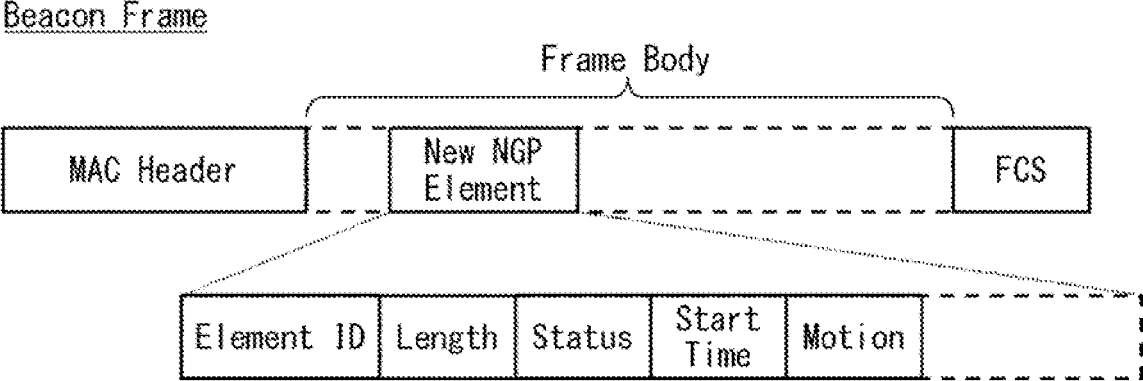 Beacon Frame
Frame Body
MAC Header
New NGP
Element
FCS
Element ID
Length
Status
Start
Time
Motion